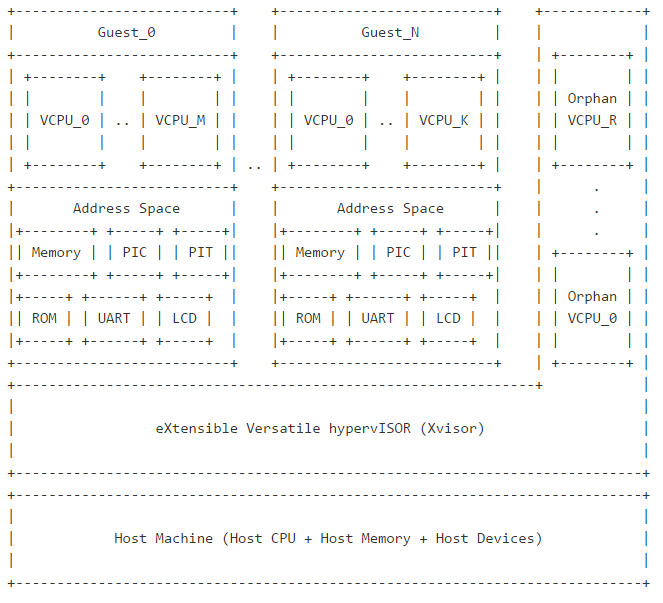 Guest_0 Guest_N
Orphan
VCPU_0 .. VCPU_M VCPU_0 .. VCPU_K VCPU_R
..
.
Address Space Address Space .
.
Memory PIC PIT Memory PIC PIT
Orphan
ROM UART LCD ROM UART LCD VCPU_0
eXtensible Versatile hypervISOR (Xvisor)
Host Machine (Host CPU + Host Memory + Host Devices)